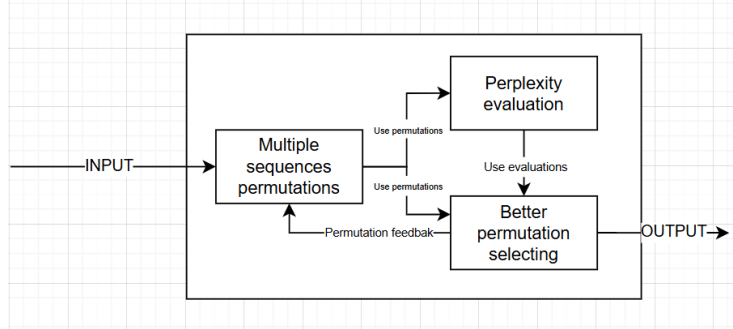 Perplexity
evaluation
Use permutations
INPUT
Multiple
sequences
permutations
Use evaluations
Use permutations
Better
permutation
selecting
Permutation feedbak
OUTPUT